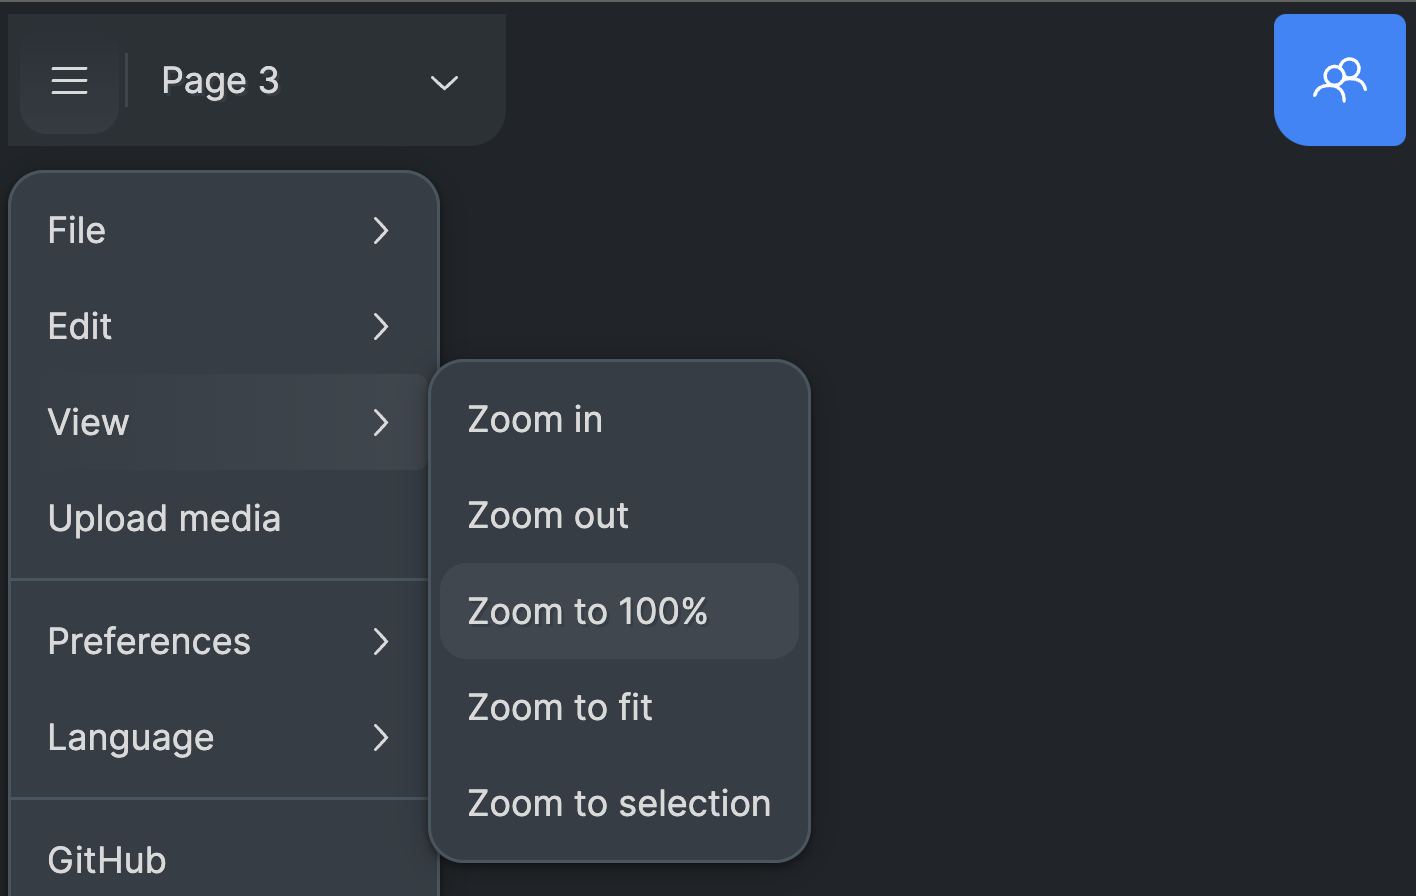 Page 3
File
Edit
View
Upload media
Preferences
Language
GitHub
Zoom in
Zoom out
Zoom to 100%
Zoom to fit
Zoom to selection